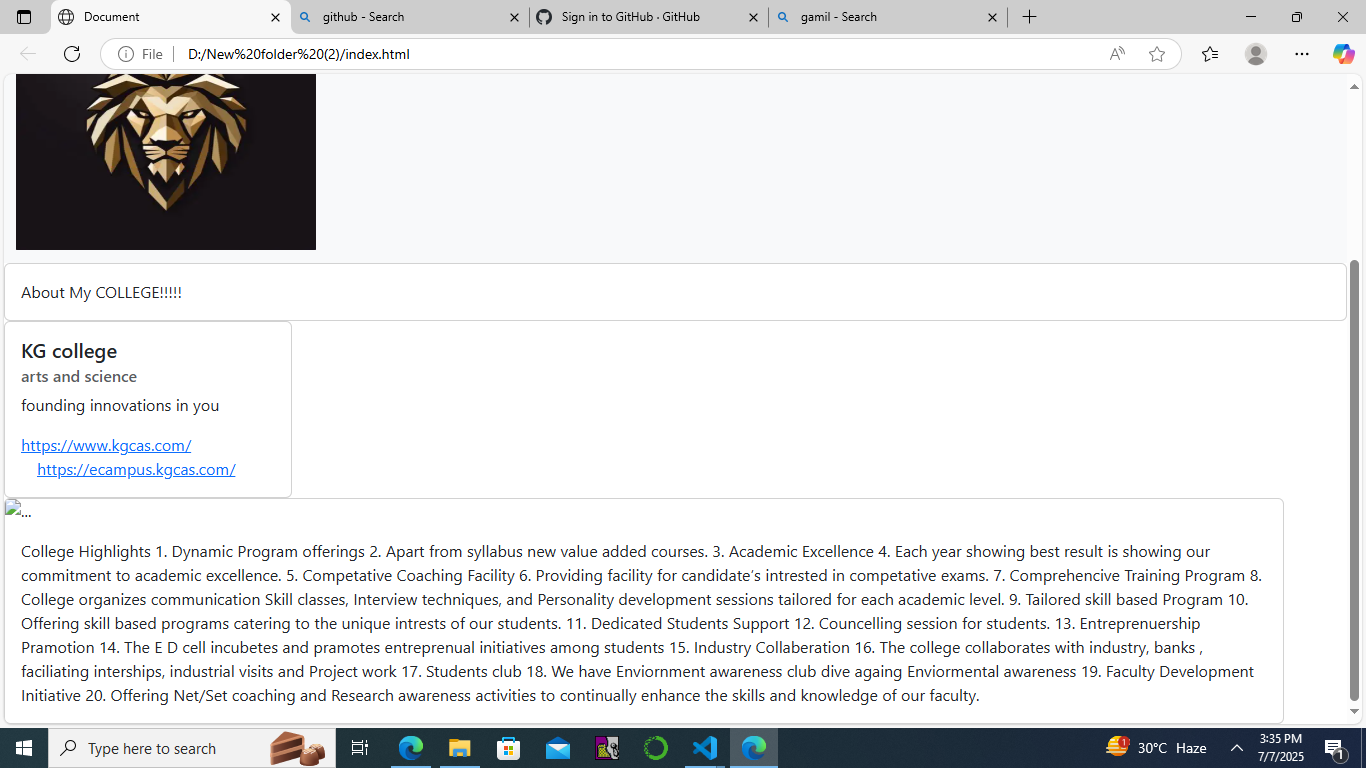 Document
github - Search
Sign in to GitHub · GitHub
gamil - Search
File
D:/New%20folder%20(2)/index.html
About My COLLEGE!!!!!
KG college
arts and science
founding innovations in you
https://www.kgcas.com/
https://ecampus.kgcas.com/
...
College Highlights 1. Dynamic Program offerings 2. Apart from syllabus new value added courses. 3. Academic Excellence 4. Each year showing best result is showing our
commitment to academic excellence. 5. Competative Coaching Facility 6. Providing facility for candidate's intrested in competative exams. 7. Comprehencive Training Program 8.
College organizes communication Skill classes, Interview techniques, and Personality development sessions tailored for each academic level. 9. Tailored skill based Program 10.
Offering skill based programs catering to the unique intrests of our students. 11. Dedicated Students Support 12. Councelling session for students. 13. Entreprenuership
Pramotion 14. The E D cell incubetes and pramotes entreprenual initiatives among students 15. Industry Collaberation 16. The college collaborates with industry, banks ,
faciliating interships, industrial visits and Project work 17. Students club 18. We have Enviornment awareness club dive againg Enviormental awareness 19. Faculty Development
Initiative 20. Offering Net/Set coaching and Research awareness activities to continually enhance the skills and knowledge of our faculty.
Type here to search
1
30°C Haze
3:35 PM
7/7/2025
1